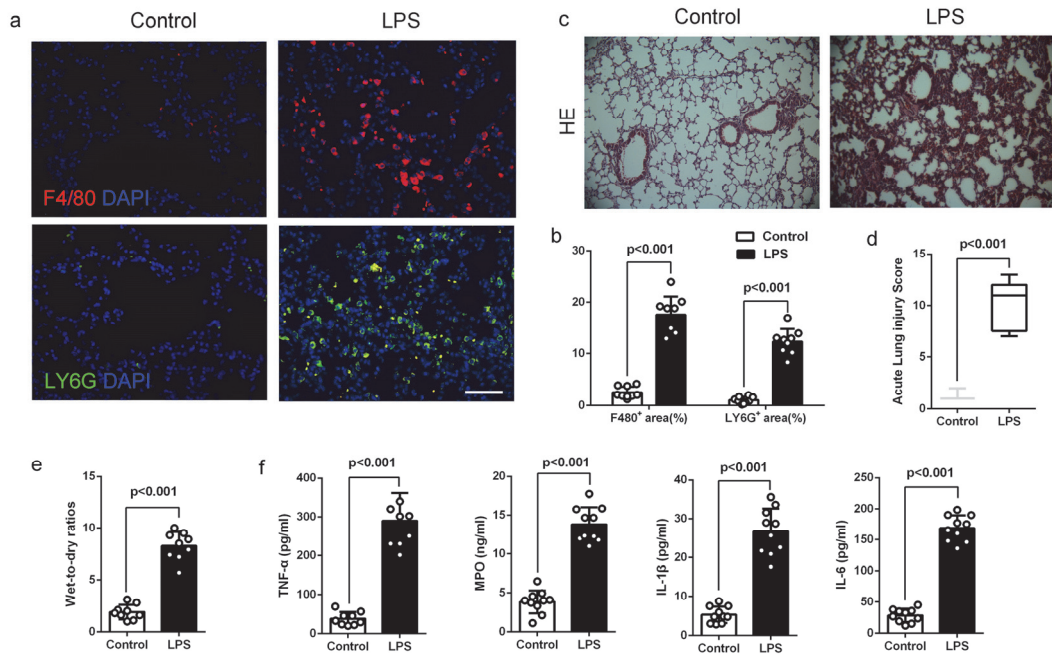 a
Control
LPS
F4/80 DAPI
LY6G DAPI
c
Control
LPS
HE
b
Control
LPS
30
20
10
0
p<0.001
p<0.001
F480⁺ area(%)
LY6G⁺ area(%)
d
Acute Lung injury Score
15
10
5
0
p<0.001
Control
LPS
e
Wet-to-dry ratios
15
10
5
0
p<0.001
Control
LPS
f
TNF-α (pg/ml)
400
300
200
100
0
p<0.001
Control
LPS
MPO (ng/ml)
20
15
10
5
0
p<0.001
Control
LPS
IL-1β (pg/ml)
40
30
20
10
0
p<0.001
Control
LPS
IL-6 (pg/ml)
250
200
150
100
50
0
p<0.001
Control
LPS